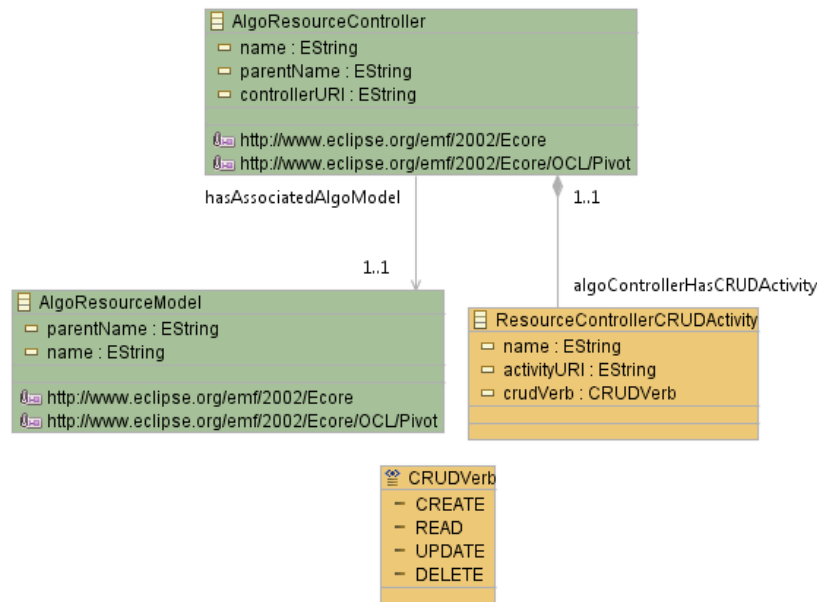 AlgoResourceController
name : EString
parentName : EString
controllerURI : EString
http://www.eclipse.org/emf/2002/Ecore
http://www.eclipse.org/emf/2002/Ecore/OCL/Pivot
hasAssociatedAlgoModel
1..1
1..1
algoControllerHasCRUDActivity
AlgoResourceModel
parentName : EString
name : EString
http://www.eclipse.org/emf/2002/Ecore
http://www.eclipse.org/emf/2002/Ecore/OCL/Pivot
ResourceControllerCRUDActivity
name : EString
activityURI : EString
crudVerb : CRUDVerb
CRUDVerb
CREATE
READ
UPDATE
DELETE